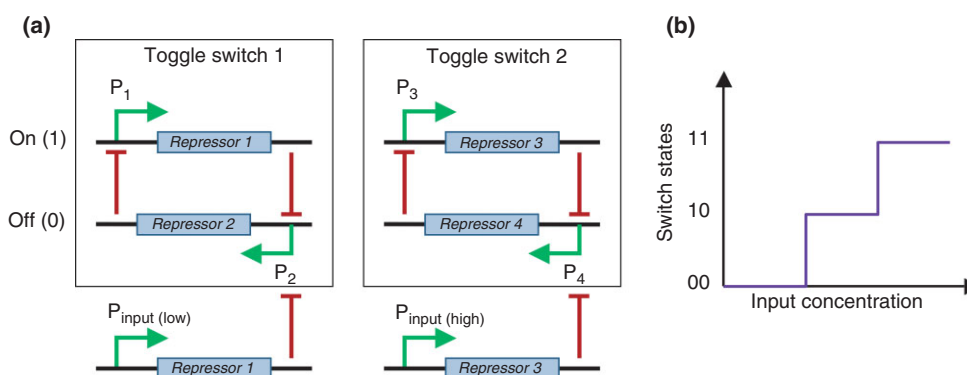 (a)
Toggle switch 1
Toggle switch 2
P1
P3
On (1)
Repressor 1
Repressor 3
Off (0)
Repressor 2
Repressor 4
P2
P4
Pinput (low)
Pinput (high)
Repressor 1
Repressor 3
(b)
Switch states
11
10
00
Input concentration